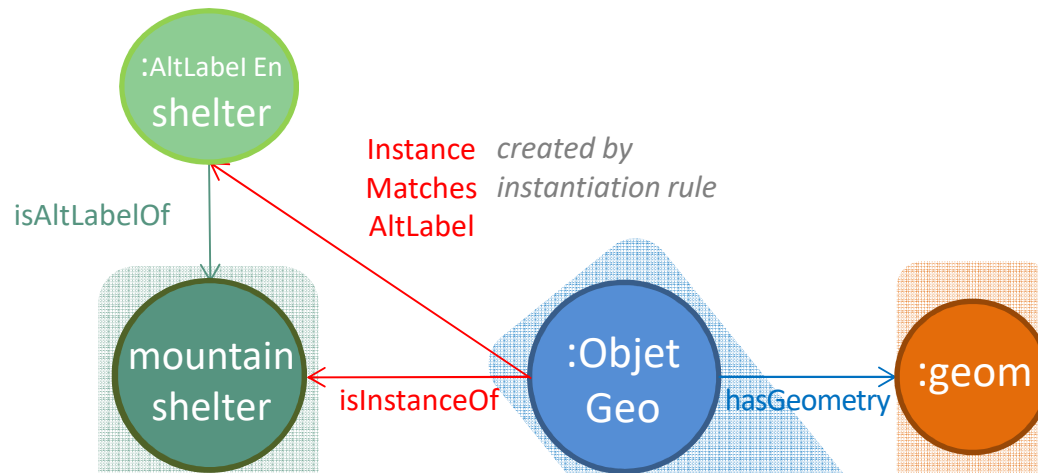 :AltLabel En
shelter
Instance created by
Matches instantiation rule
AltLabel
isAltLabelOf
mountain
shelter
isInstanceOf
:Objet
Geo
hasGeometry
:geom